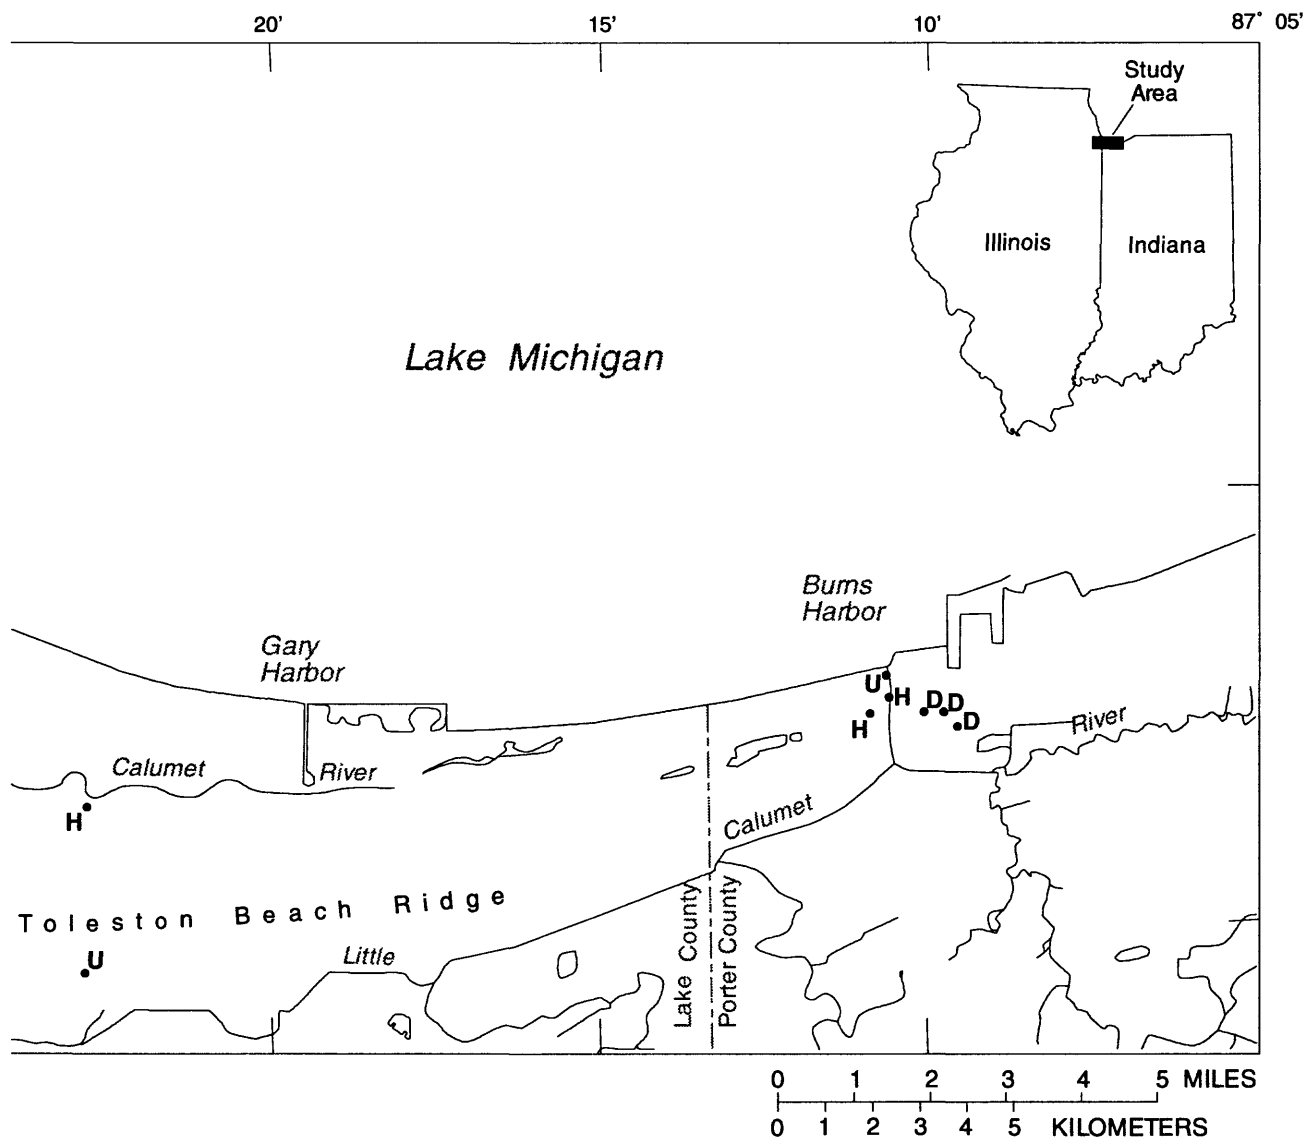 20' 15' 10' 87° 05'
Study
Area
Illinois
Indiana
Lake Michigan
Burns
Harbor
Gary
Harbor
U
H
D
D
H
D
River
Calumet
River
H
Calumet
Toleston Beach Ridge
Lake County
Porter County
U
Little
0 1 2 3 4 5 MILES
0 1 2 3 4 5 KILOMETERS